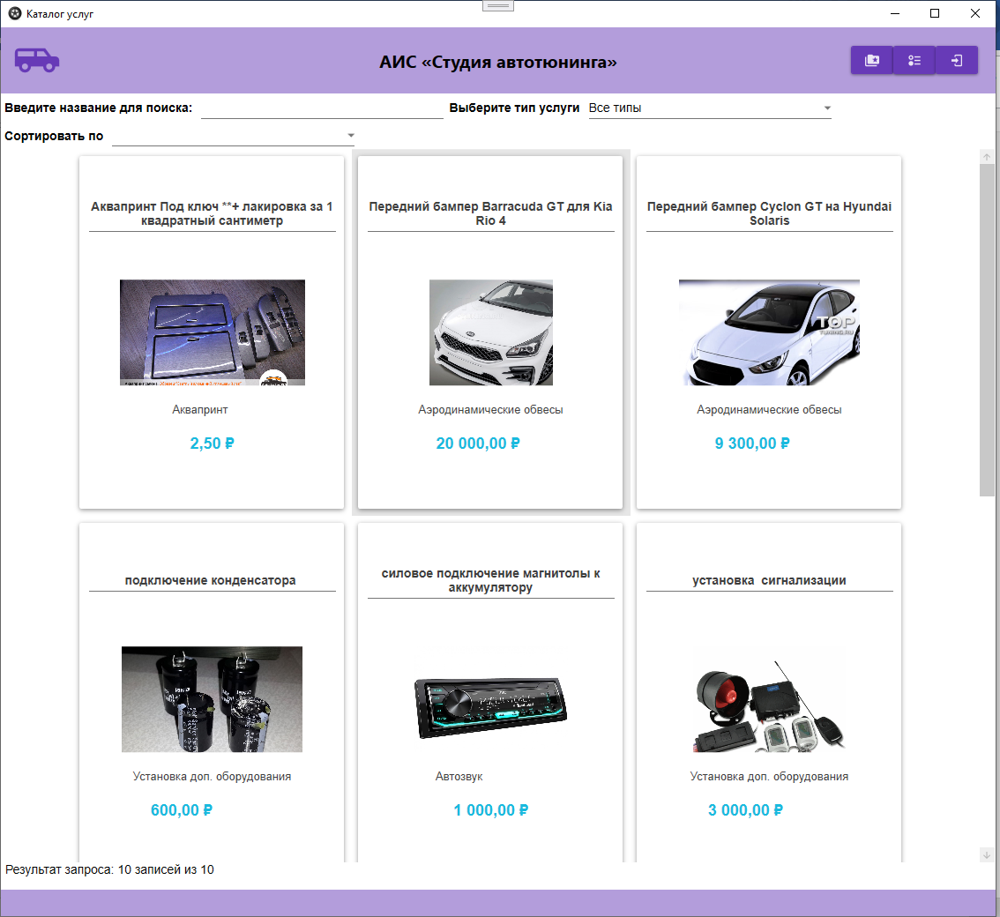 Каталог услуг
АИС «Студия автотюнинга»
Введите название для поиска:
Выберите тип услуги
Все типы
Сортировать по
Аквапринт Под ключ **+ лакировка за 1
квадратный сантиметр
Аквапринт
2,50 ₽
Передний бампер Barracuda GT для Kia
Rio 4
Аэродинамические обвесы
20 000,00 ₽
Передний бампер Cyclon GT на Hyundai
Solaris
TOP
TUNING.RU
Аэродинамические обвесы
9 300,00 ₽
подключение конденсатора
Установка доп. оборудования
600,00 ₽
силовое подключение магнитолы к
аккумулятору
Автозвук
1 000,00 ₽
установка  сигнализации
Установка доп. оборудования
3 000,00 ₽
Результат запроса: 10 записей из 10